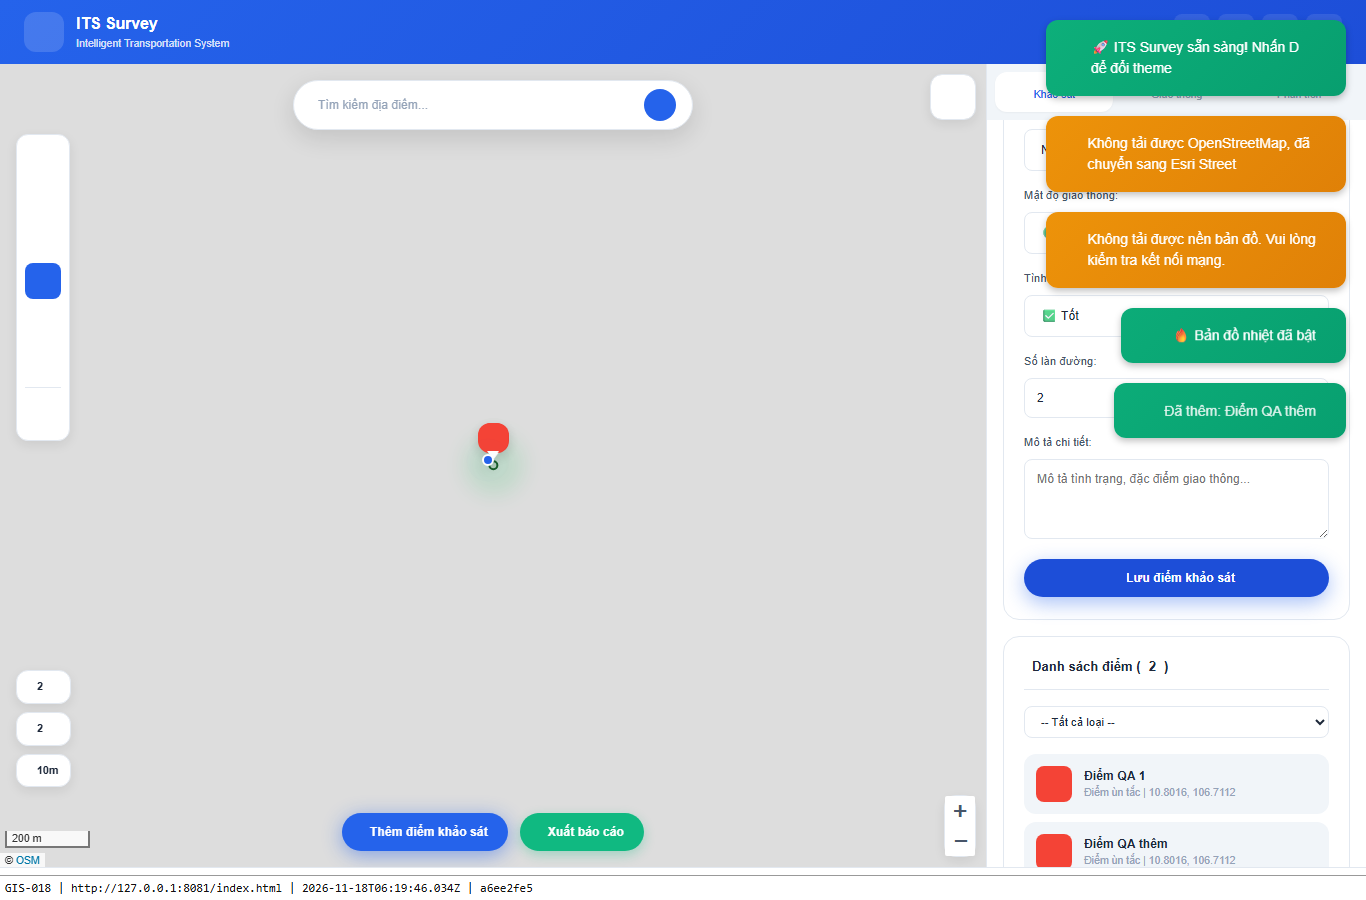 ITS Survey
Intelligent Transportation System
🚀 ITS Survey sẵn sàng! Nhấn D
để đổi theme
Tìm kiếm địa điểm...
Không tải được OpenStreetMap, đã
chuyển sang Esri Street
Mật độ giao thông:
Không tải được nền bản đồ. Vui lòng
kiểm tra kết nối mạng.
✅ Tốt
🔥 Bản đồ nhiệt đã bật
Số làn đường:
2
Đã thêm: Điểm QA thêm
Mô tả chi tiết:
Mô tả tình trạng, đặc điểm giao thông...
Lưu điểm khảo sát
Danh sách điểm ( 2 )
-- Tất cả loại --
Điểm QA 1
Điểm ùn tắc | 10.8016, 106.7112
Điểm QA thêm
Điểm ùn tắc | 10.8016, 106.7112
2
2
10m
Thêm điểm khảo sát
Xuất báo cáo
+
−
200 m
© OSM
GIS-018 | http://127.0.0.1:8081/index.html | 2026-11-18T06:19:46.034Z | a6ee2fe5